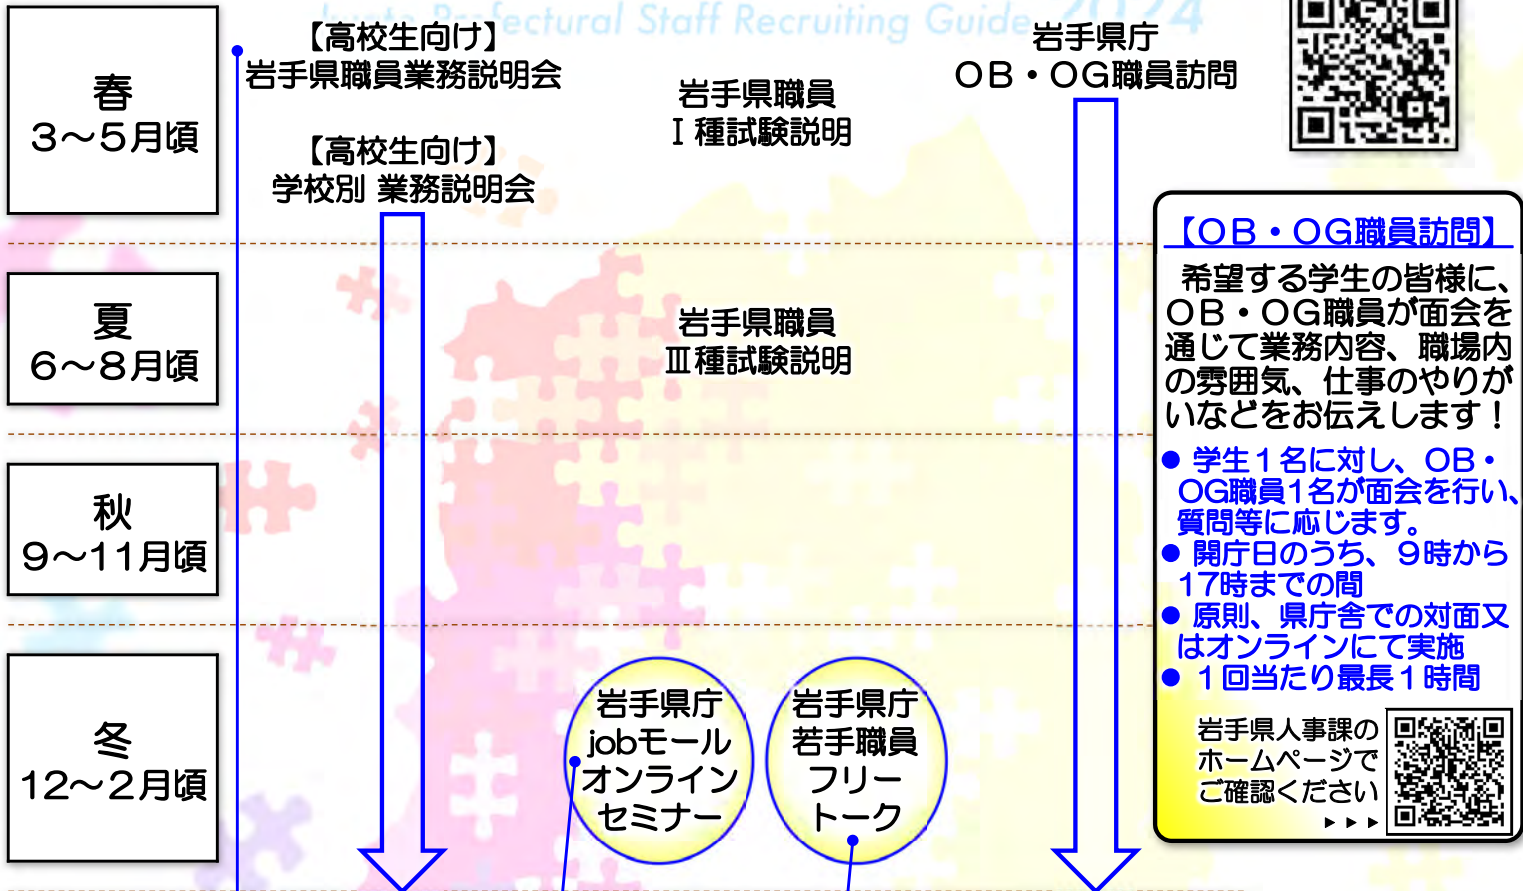 Iwate Prefectural Staff Recruiting Guide 2024
春
3～5月頃
【高校生向け】
岩手県職員業務説明会
【高校生向け】
学校別 業務説明会
岩手県職員
Ⅰ種試験説明
岩手県庁
ＯＢ・ＯＧ職員訪問
夏
6～8月頃
岩手県職員
Ⅲ種試験説明
秋
9～11月頃
冬
12～2月頃
岩手県庁
jobモール
オンライン
セミナー
岩手県庁
若手職員
フリー
トーク
【ＯＢ・ＯＧ職員訪問】
希望する学生の皆様に、
ＯＢ・ＯＧ職員が面会を
通じて業務内容、職場内
の雰囲気、仕事のやりが
いなどをお伝えします！
● 学生１名に対し、ＯＢ・
OG職員1名が面会を行い、
質問等に応じます。
● 開庁日のうち、９時から
17時までの間
● 原則、県庁舎での対面又
はオンラインにて実施
● １回当たり最長１時間
岩手県人事課の
ホームページで
ご確認ください
▶ ▶ ▶